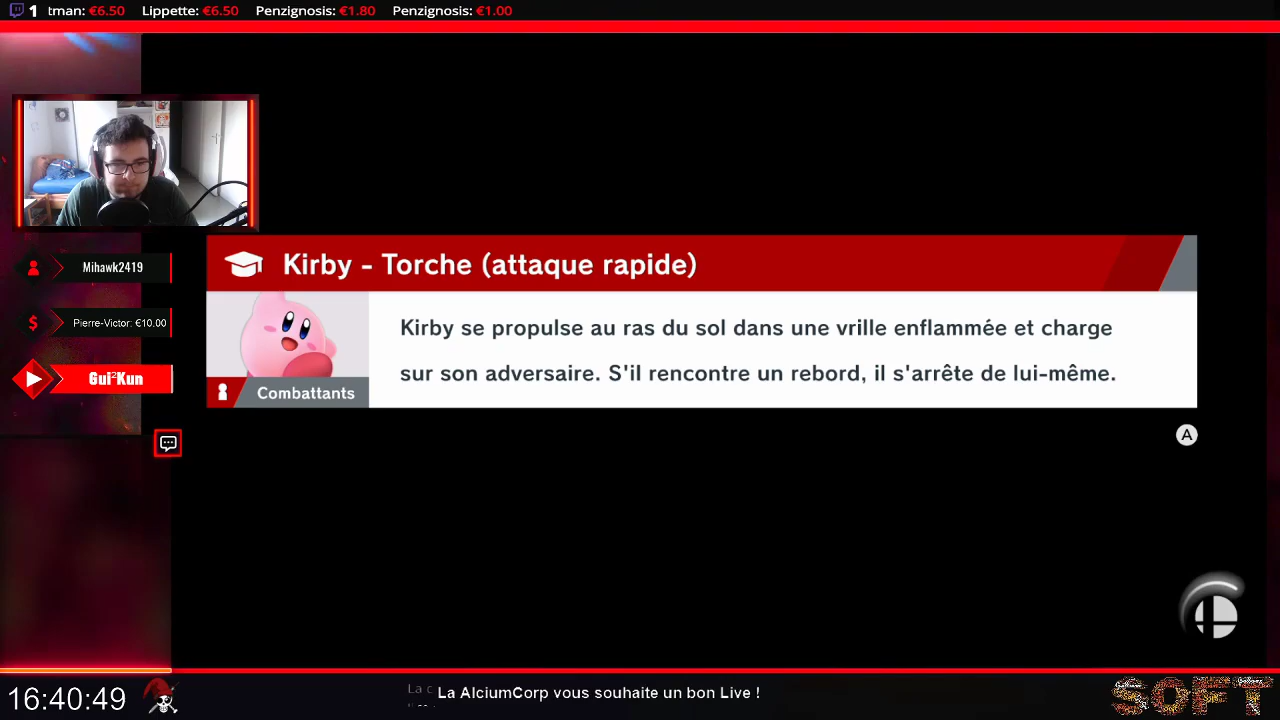 1 tman: €6.50 Lippette: €6.50 Penzignosis: €1.80 Penzignosis: €1.00
Mihawk2419
$ Pierre-Victor: €10.00
Gui²Kun
Kirby - Torche (attaque rapide)
Kirby se propulse au ras du sol dans une vrille enflammée et charge
sur son adversaire. S'il rencontre un rebord, il s'arrête de lui-même.
Combattants
A
16:40:49
La c
La AlciumCorp vous souhaite un bon Live !
SOFT